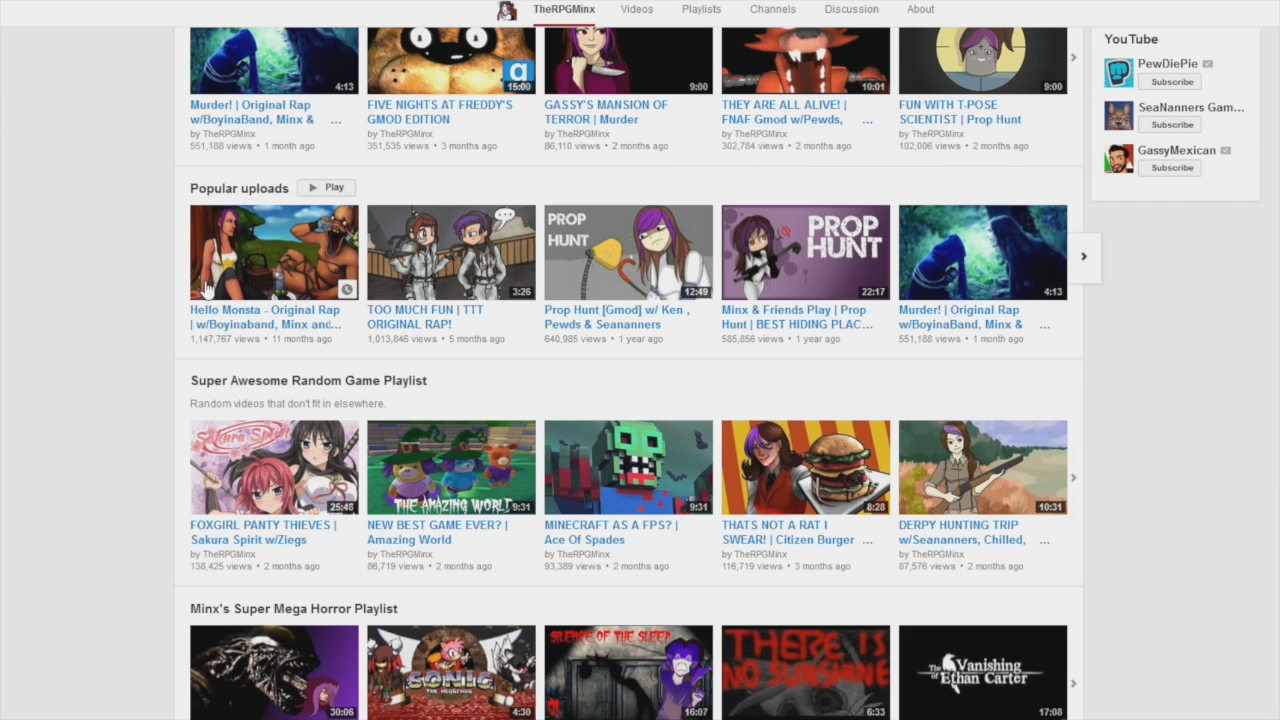 TheRPGMinx Videos Playlists Channels Discussion About
4:13
a
15:00
9:00
10:01
9:00
Murder! | Original Rap
w/BoyinaBand, Minx & ...
by TheRPGMinx
551,188 views • 1 month ago
FIVE NIGHTS AT FREDDY'S
GMOD EDITION
by TheRPGMinx
351,535 views • 3 months ago
GASSY'S MANSION OF
TERROR | Murder
by TheRPGMinx
86,110 views • 2 months ago
THEY ARE ALL ALIVE! |
FNAF Gmod w/Pewds, ...
by TheRPGMinx
302,784 views • 2 months ago
FUN WITH T-POSE
SCIENTIST | Prop Hunt
by TheRPGMinx
102,006 views • 2 months ago
YouTube
PewDiePie
Subscribe
SeaNanners Gam...
Subscribe
GassyMexican
Subscribe
Popular uploads Play
3:26
PROP
HUNT
12:49
PROP
HUNT
22:17
4:13
Hello Monsta - Original Rap
| w/Boyinaband, Minx and...
1,147,767 views • 11 months ago
TOO MUCH FUN | TTT
ORIGINAL RAP!
1,013,846 views • 5 months ago
Prop Hunt [Gmod] w/ Ken ,
Pewds & Seananners
640,985 views • 1 year ago
Minx & Friends Play | Prop
Hunt | BEST HIDING PLAC...
585,856 views • 1 year ago
Murder! | Original Rap
w/BoyinaBand, Minx & ...
551,188 views • 1 month ago
Super Awesome Random Game Playlist
Random videos that don't fit in elsewhere.
Sakura Spirit
25:48
THE AMAZING WORLD
9:31
9:31
8:28
10:31
FOXGIRL PANTY THIEVES |
Sakura Spirit w/Ziegs
by TheRPGMinx
138,425 views • 2 months ago
NEW BEST GAME EVER? |
Amazing World
by TheRPGMinx
86,719 views • 2 months ago
MINECRAFT AS A FPS? |
Ace Of Spades
by TheRPGMinx
93,389 views • 2 months ago
THATS NOT A RAT I
SWEAR! | Citizen Burger ...
by TheRPGMinx
116,719 views • 3 months ago
DERPY HUNTING TRIP
w/Seananners, Chilled, ...
by TheRPGMinx
87,576 views • 2 months ago
Minx's Super Mega Horror Playlist
30:06
SONIC
THE HEDGEHOG
4:30
SILENCE OF THE SLEEP
16:07
THERE IS
NO SUNSHINE
6:33
The Vanishing
of Ethan Carter
17:08